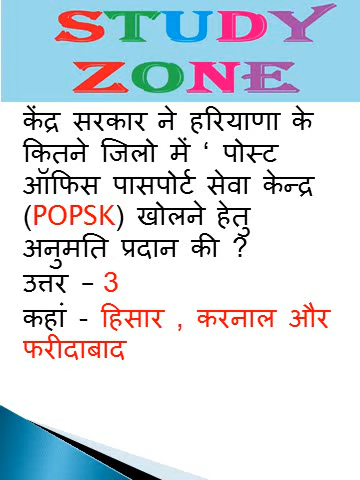 STUDY
ZONE
केंद्र सरकार ने हरियाणा के
कितने जिलो में ‘ पोस्ट
ऑफिस पासपोर्ट सेवा केन्द्र
(POPSK) खोलने हेतु
अनुमति प्रदान की ?
उत्तर – 3
कहां - हिसार , करनाल और
फरीदाबाद